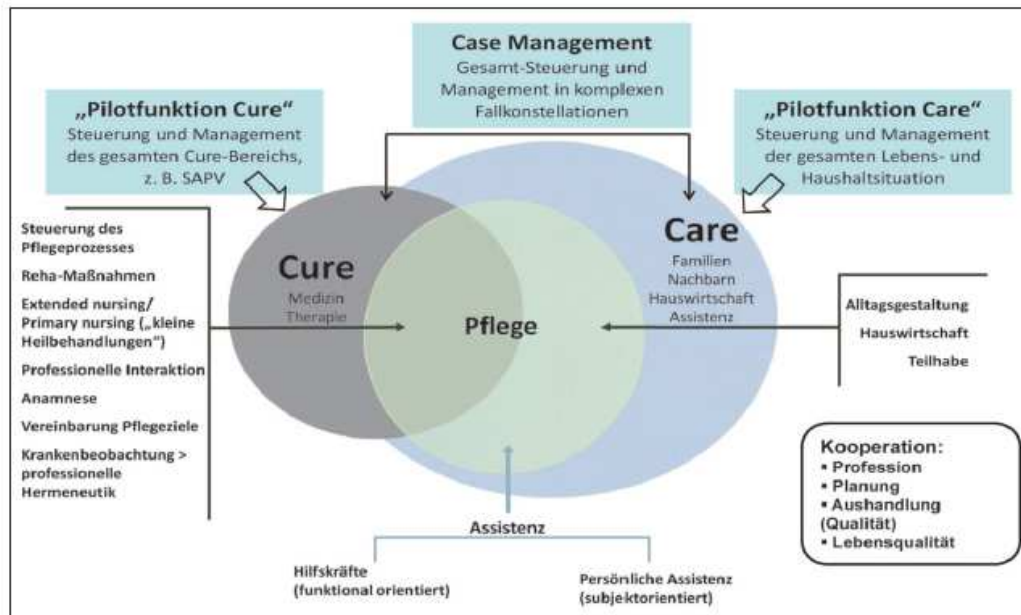 Case Management
Gesamt-Steuerung und
Management in komplexen
Fallkonstellationen
„Pilotfunktion Cure“
Steuerung und Management
des gesamten Cure-Bereichs,
z. B. SAPV
„Pilotfunktion Care“
Steuerung und Management
der gesamten Lebens- und
Haushaltsituation
Steuerung des
Pflegeprozesses
Reha-Maßnahmen
Extended nursing/
Primary nursing („kleine
Heilbehandlungen“)
Professionelle Interaktion
Anamnese
Vereinbarung Pflegeziele
Krankenbeobachtung >
professionelle
Hermeneutik
Cure
Medizin
Therapie
Pflege
Care
Familien
Nachbarn
Hauswirtschaft
Assistenz
Alltagsgestaltung
Hauswirtschaft
Teilhabe
Kooperation:
▪ Profession
▪ Planung
▪ Aushandlung
(Qualität)
▪ Lebensqualität
Assistenz
Hilfskräfte
(funktional orientiert)
Persönliche Assistenz
(subjektorientiert)